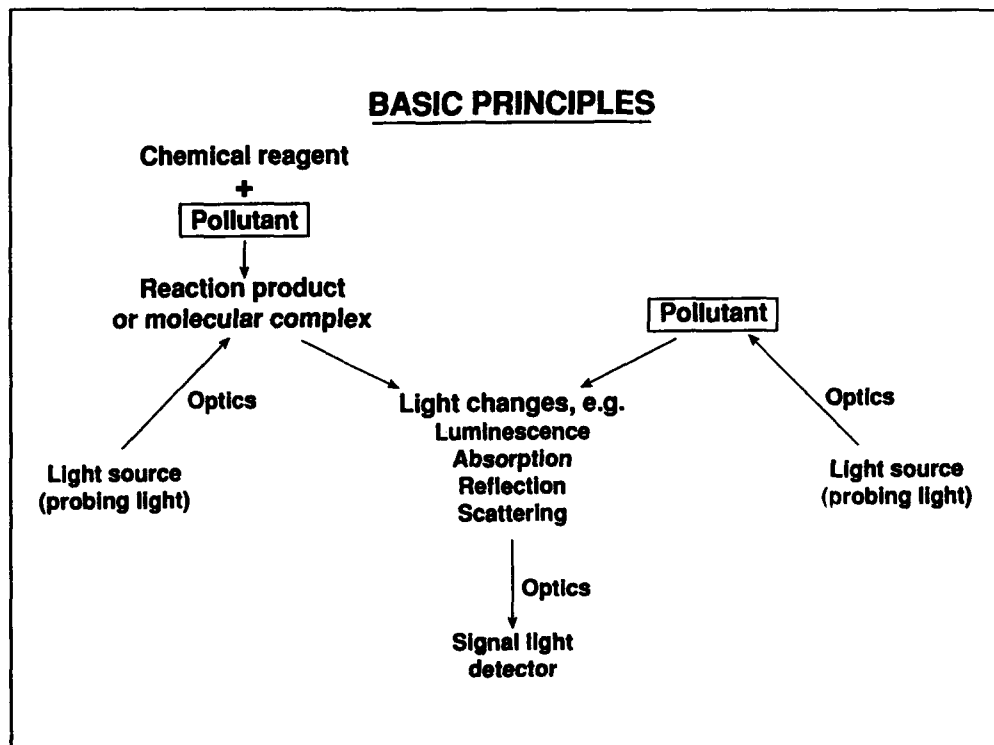 BASIC PRINCIPLES
Chemical reagent
+
Pollutant
Reaction product
or molecular complex
Pollutant
Optics
Optics
Light changes, e.g.
Luminescence
Absorption
Reflection
Scattering
Light source
(probing light)
Light source
(probing light)
Optics
Signal light
detector